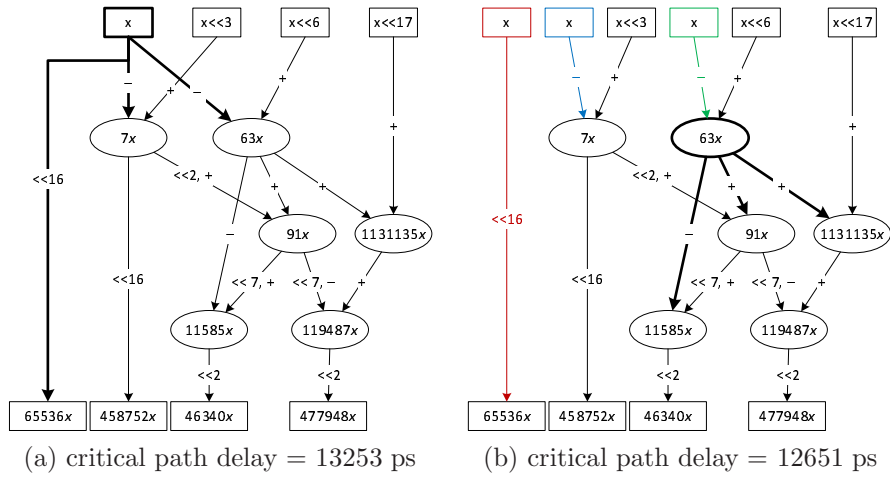 x x<<3 x<<6 x<<17
− + − + +
7x 63x
<<16 <<2, + + +
−
91x 1131135x
<<16 << 7, + << 7, − +
11585x 119487x
<<2 <<2
65536x 458752x 46340x 477948x
(a) critical path delay = 13253 ps
x x x<<3 x x<<6 x<<17
− + − + +
7x 63x
<<2, + + +
<<16 −
91x 1131135x
<<16 << 7, + << 7, − +
11585x 119487x
<<2 <<2
65536x 458752x 46340x 477948x
(b) critical path delay = 12651 ps